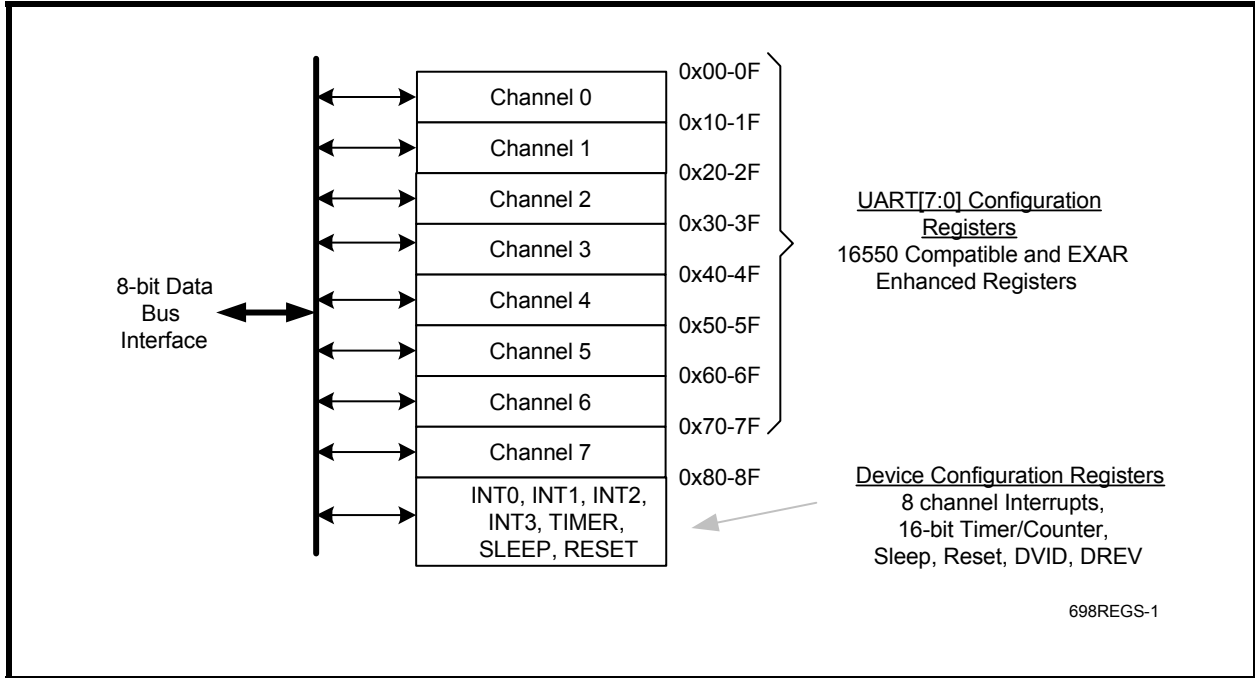 8-bit Data
Bus
Interface
0x00-0F
Channel 0
0x10-1F
Channel 1
0x20-2F
Channel 2
0x30-3F
Channel 3
0x40-4F
Channel 4
0x50-5F
Channel 5
0x60-6F
Channel 6
0x70-7F
Channel 7
0x80-8F
INT0, INT1, INT2,
INT3, TIMER,
SLEEP, RESET
UART[7:0] Configuration
Registers
16550 Compatible and EXAR
Enhanced Registers
Device Configuration Registers
8 channel Interrupts,
16-bit Timer/Counter,
Sleep, Reset, DVID, DREV
698REGS-1